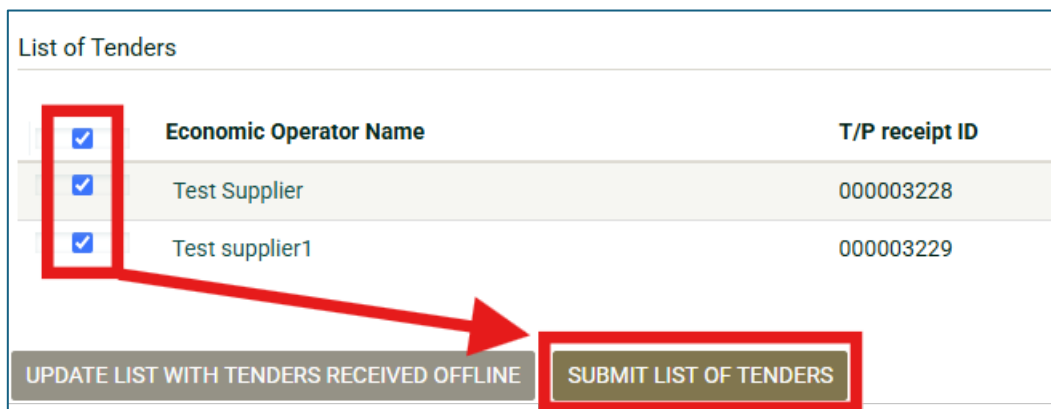 List of Tenders
Economic Operator Name T/P receipt ID
Test Supplier 000003228
Test supplier1 000003229
UPDATE LIST WITH TENDERS RECEIVED OFFLINE SUBMIT LIST OF TENDERS